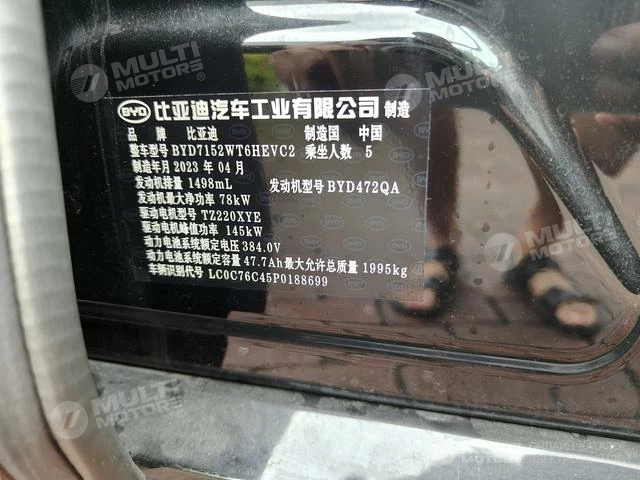 BYD 比亚迪汽车工业有限公司 制造
品 牌 比亚迪 制造国 中国
整车型号 BYD7152WT6HEVC2 乘坐人数 5
制造年月 2023 年 04 月
发动机排量 1498mL 发动机型号 BYD472QA
发动机最大净功率 78kW
驱动电机型号 TZ220XYE
驱动电机峰值功率 145kW
动力电池系统额定电压 384.0V
动力电池系统额定容量 47.7Ah 最大允许总质量 1995kg
车辆识别代号 LC0C76C45P0188699
MULTI MOTORS
MULTI MOTORS
MULTI MOTORS
MULTI MOTORS
MULTI MOTORS